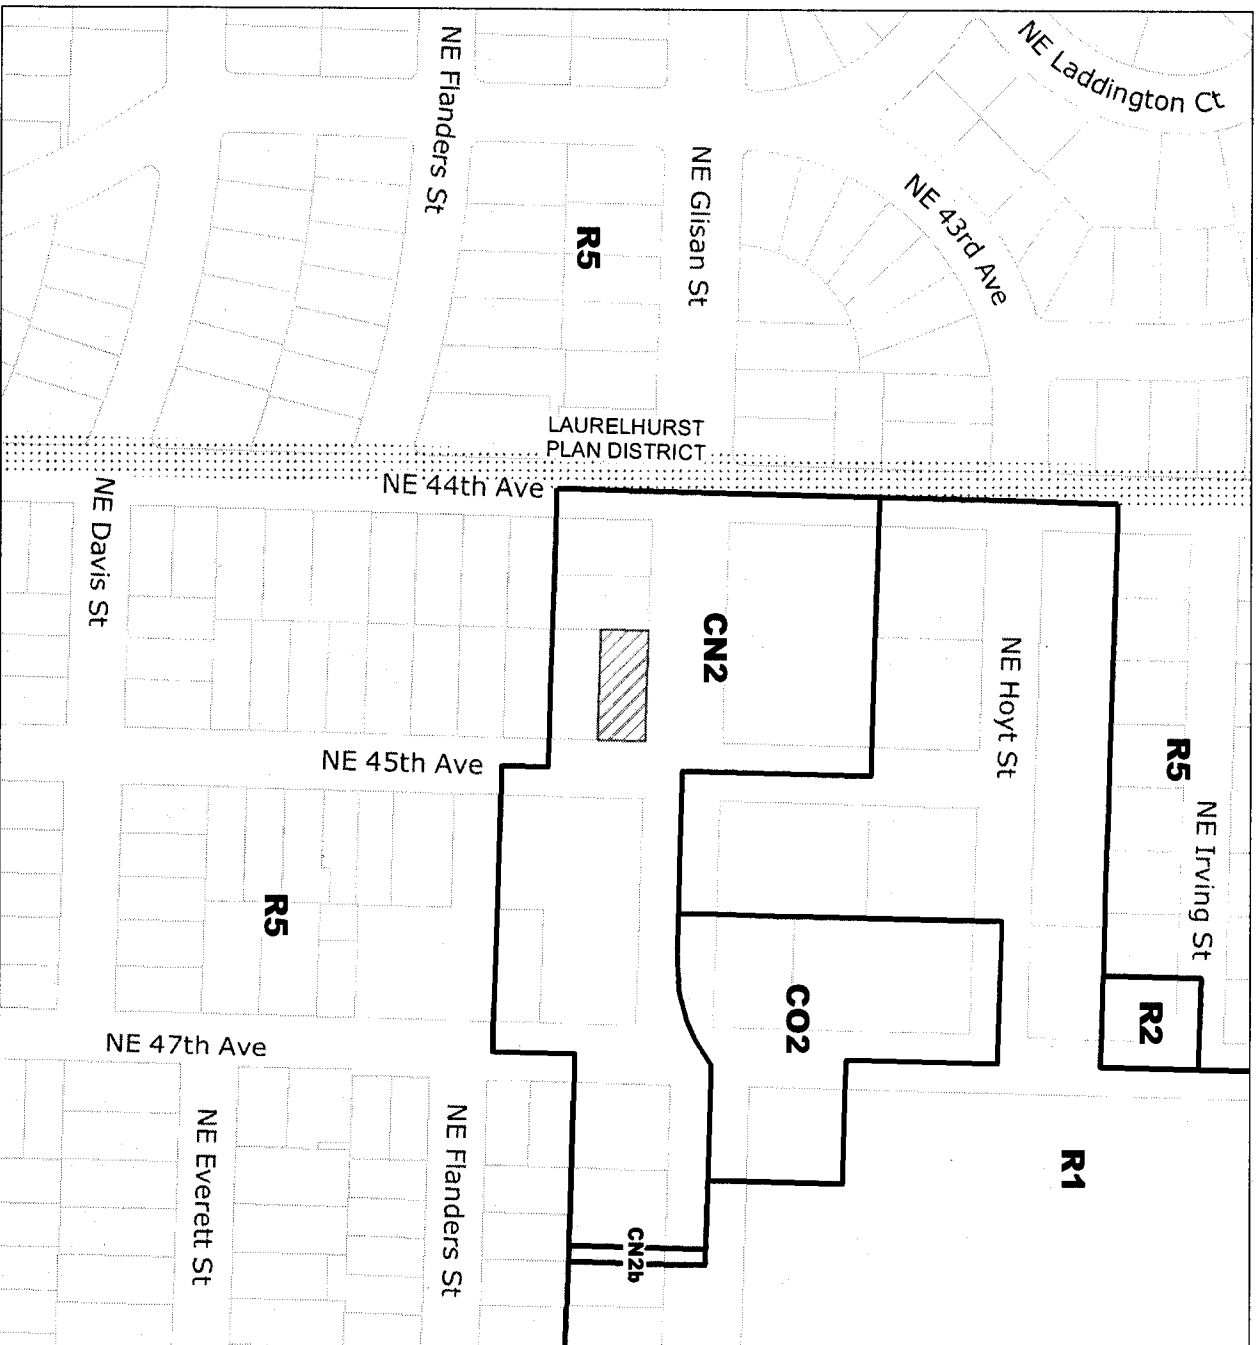 NE Laddington Ct
NE Flanders St
NE Glisan St
NE 43rd Ave
R5
LAURELHURST
PLAN DISTRICT
NE 44th Ave
NE Davis St
CN2
NE Hoyt St
R5
NE Irving St
NE 45th Ave
R5
CO2
R2
NE 47th Ave
NE Everett St
NE Flanders St
R1
CN2b